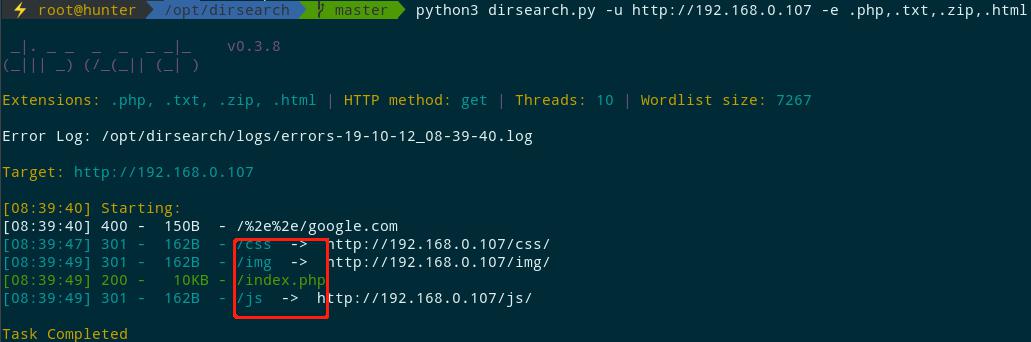 ⚡ root@hunter /opt/dirsearch master python3 dirsearch.py -u http://192.168.0.107 -e .php,.txt,.zip,.html
_|. _ _  _  _  _ _|_    v0.3.8
(_||| _) (/_(_|| (_| )
Extensions: .php, .txt, .zip, .html | HTTP method: get | Threads: 10 | Wordlist size: 7267
Error Log: /opt/dirsearch/logs/errors-19-10-12_08-39-40.log
Target: http://192.168.0.107
[08:39:40] Starting:
[08:39:40] 400 -  150B  - /%2e%2e/google.com
[08:39:47] 301 -  162B  - /css  ->  http://192.168.0.107/css/
[08:39:49] 301 -  162B  - /img  ->  http://192.168.0.107/img/
[08:39:49] 200 -   10KB - /index.php
[08:39:49] 301 -  162B  - /js  ->  http://192.168.0.107/js/
Task Completed